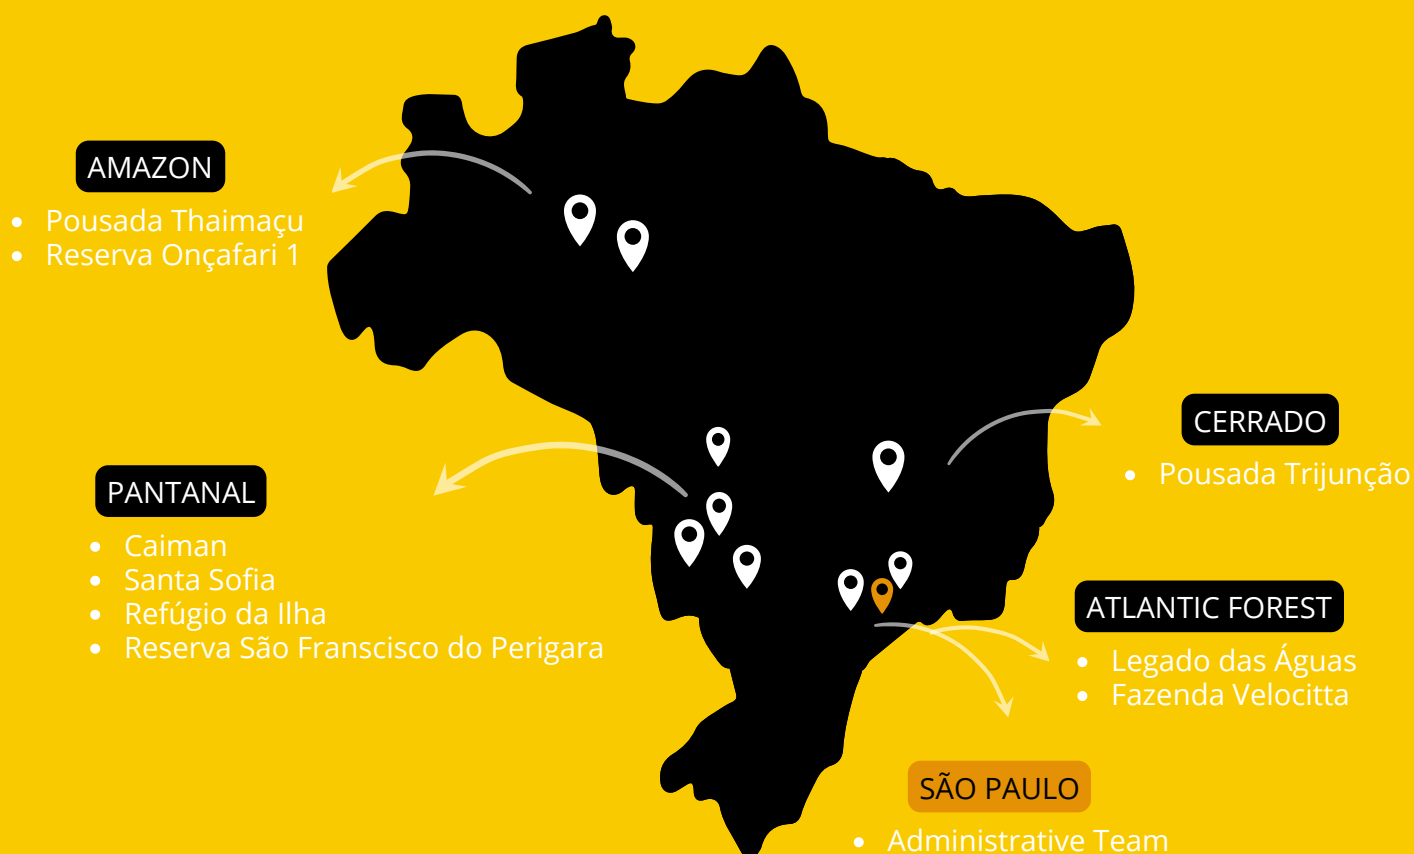 AMAZON
Pousada Thaimaçu
Reserva Onçafari 1
PANTANAL
Caiman
Santa Sofia
Refúgio da Ilha
Reserva São Franscisco do Perigara
CERRADO
Pousada Trijunção
ATLANTIC FOREST
Legado das Águas
Fazenda Velocitta
SÃO PAULO
Administrative Team